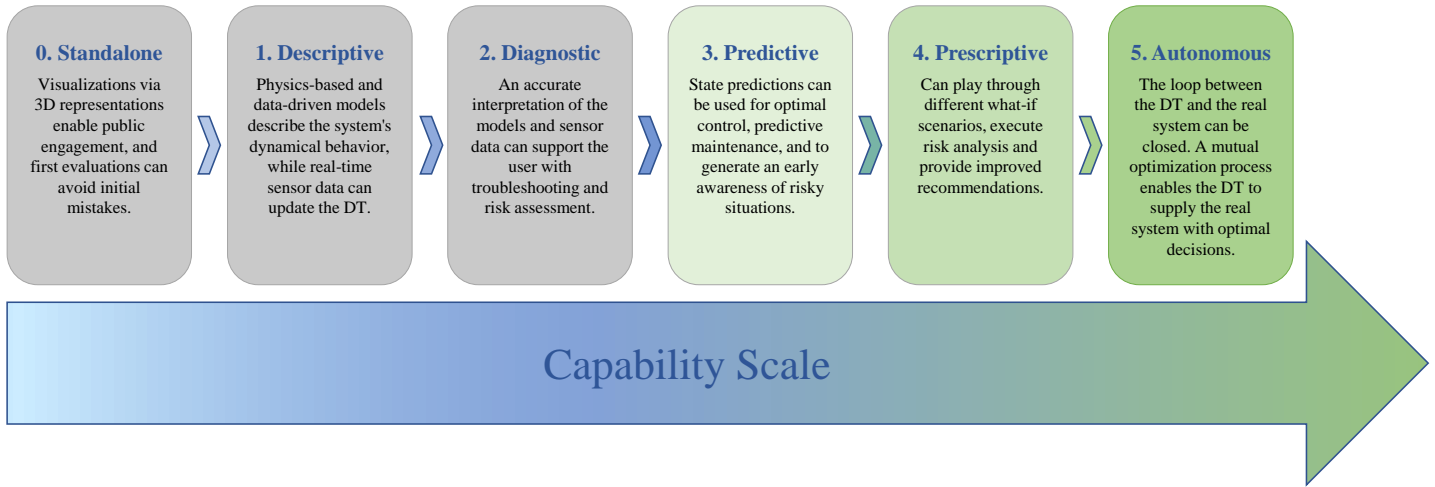 0. Standalone
Visualizations via
3D representations
enable public
engagement, and
first evaluations can
avoid initial
mistakes.
1. Descriptive
Physics-based and
data-driven models
describe the system's
dynamical behavior,
while real-time
sensor data can
update the DT.
2. Diagnostic
An accurate
interpretation of the
models and sensor
data can support the
user with
troubleshooting and
risk assessment.
3. Predictive
State predictions can
be used for optimal
control, predictive
maintenance, and to
generate an early
awareness of risky
situations.
4. Prescriptive
Can play through
different what-if
scenarios, execute
risk analysis and
provide improved
recommendations.
5. Autonomous
The loop between
the DT and the real
system can be
closed. A mutual
optimization process
enables the DT to
supply the real
system with optimal
decisions.
Capability Scale